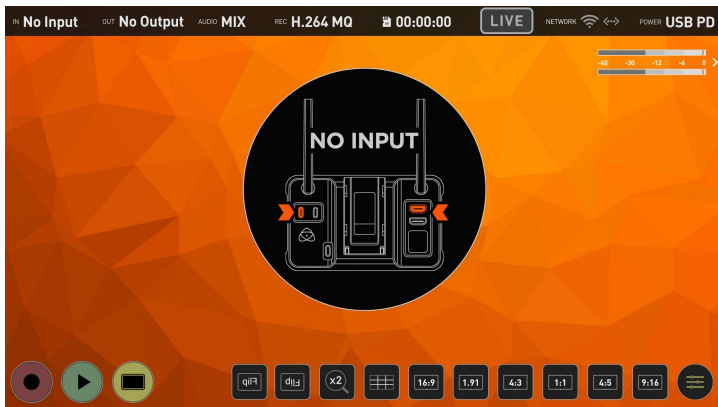 IN No Input OUT No Output AUDIO MIX REC H.264 MQ 00:00:00 LIVE NETWORK POWER USB PD
-40 -30 -12 -6 0
NO INPUT
Flip Flip x2 16:9 1.91 4:3 1:1 4:5 9:16